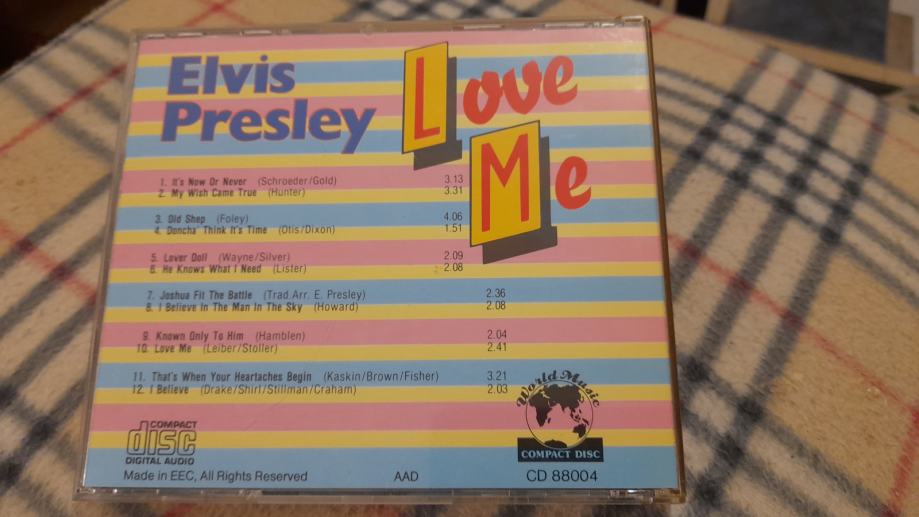 Elvis
Presley
Love
Me
1. It's Now Or Never (Schroeder/Gold) 3.13
2. My Wish Came True (Hunter) 3.31
3. Old Shep (Foley) 4.06
4. Doncha' Think It's Time (Otis/Dixon) 1.51
5. Lover Doll (Wayne/Silver) 2.09
6. He Knows What I Need (Lister) 2.08
7. Joshua Fit The Battle (Trad.Arr. E. Presley) 2.36
8. I Believe In The Man In The Sky (Howard) 2.08
9. Known Only To Him (Hamblen) 2.04
10. Love Me (Leiber/Stoller) 2.41
11. That's When Your Heartaches Begin (Kaskin/Brown/Fisher) 3.21
12. I Believe (Drake/Shirl/Stillman/Craham) 2.03
World Music
COMPACT DISC
COMPACT
disc
DIGITAL AUDIO
Made in EEC, All Rights Reserved AAD CD 88004